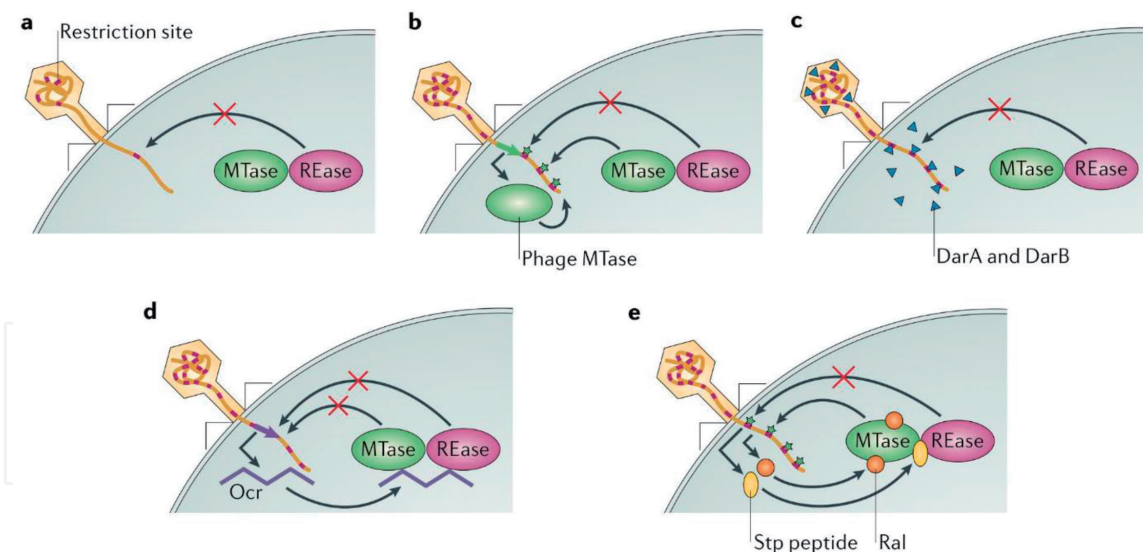 a
Restriction site
MTase
REase
b
MTase
REase
Phage MTase
c
MTase
REase
DarA and DarB
d
MTase
REase
Ocr
e
MTase
REase
Stp peptide
Ral